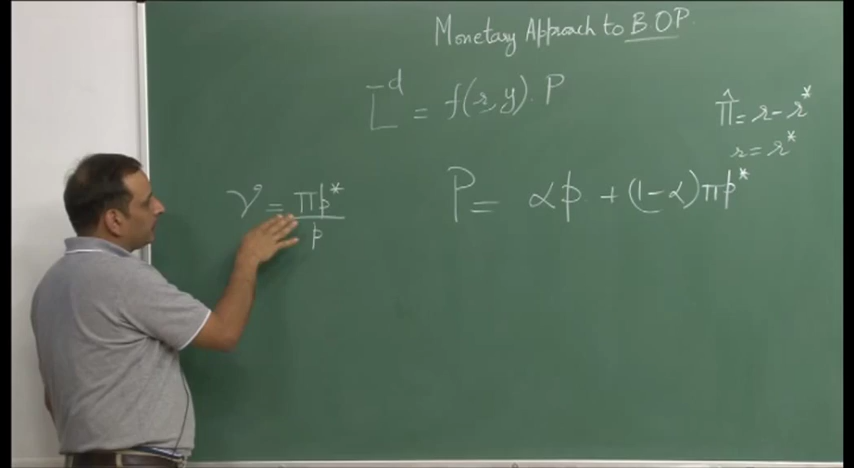 Monetary Approach to BOP.
L^d = f(r, y). P
π̂ = r - r*
r = r*
ν = πp*/p
P = αp + (1-α)πp*